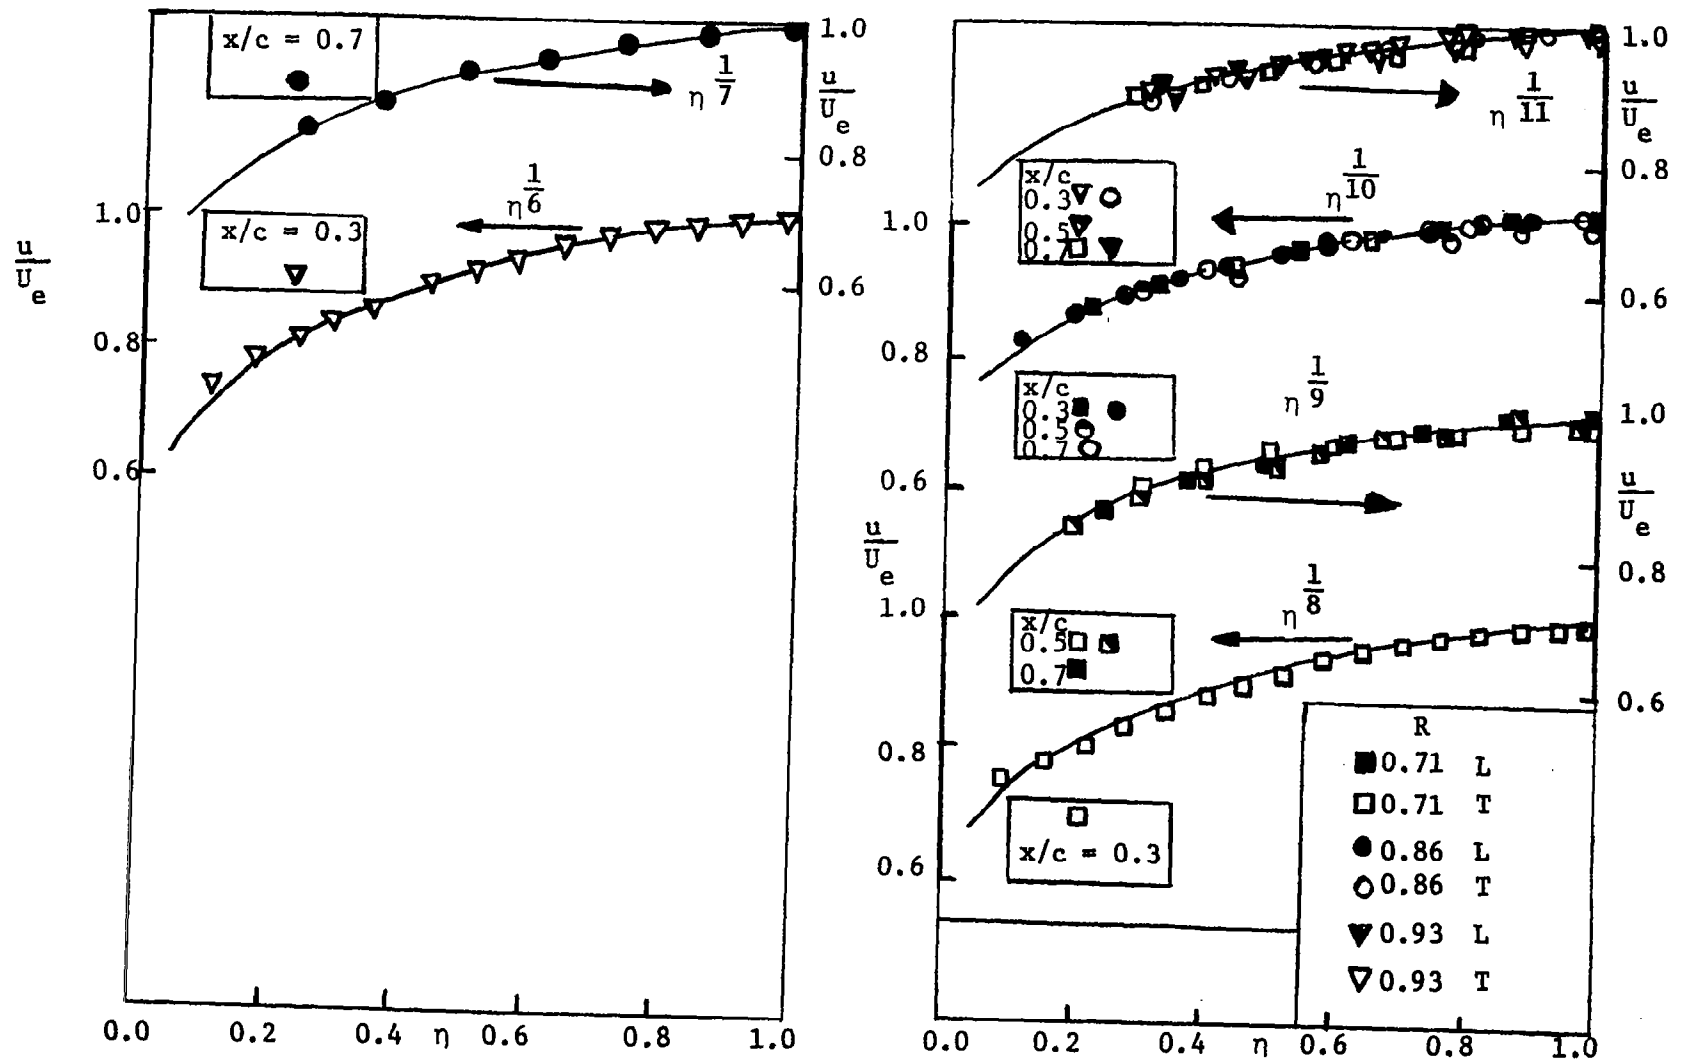 x/c = 0.7
1.0
u
U e
η 1/7
0.8
η 1/6
1.0
x/c = 0.3
u
U e
0.6
0.8
0.6
0.0 0.2 0.4 η 0.6 0.8 1.0
1.0
u
U e
η 1/11
0.8
x/c
0.3
0.5
0.7
η 1/10
1.0
0.6
0.8
x/c
0.3
0.5
0.7
η 1/9
1.0
0.6
u
U e
u
U e
0.8
1.0
x/c
0.5
0.7
η 1/8
0.6
0.8
x/c = 0.3
0.6
R
0.71 L
0.71 T
0.86 L
0.86 T
0.93 L
0.93 T
0.0 0.2 0.4 η 0.6 0.8 1.0